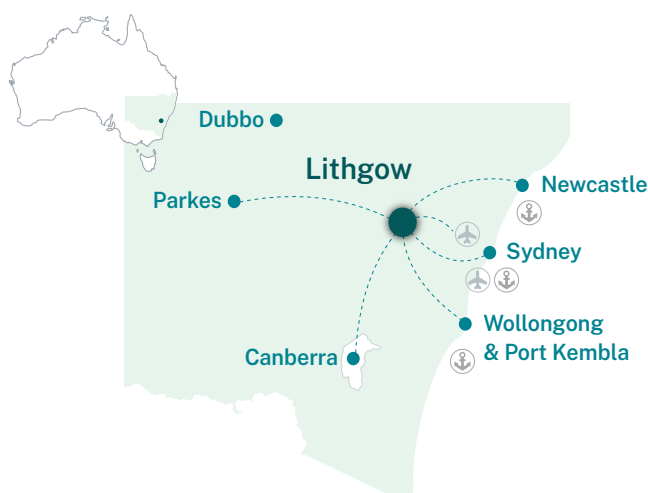 Dubbo
Lithgow
Parkes
Newcastle
Sydney
Wollongong
& Port Kembla
Canberra